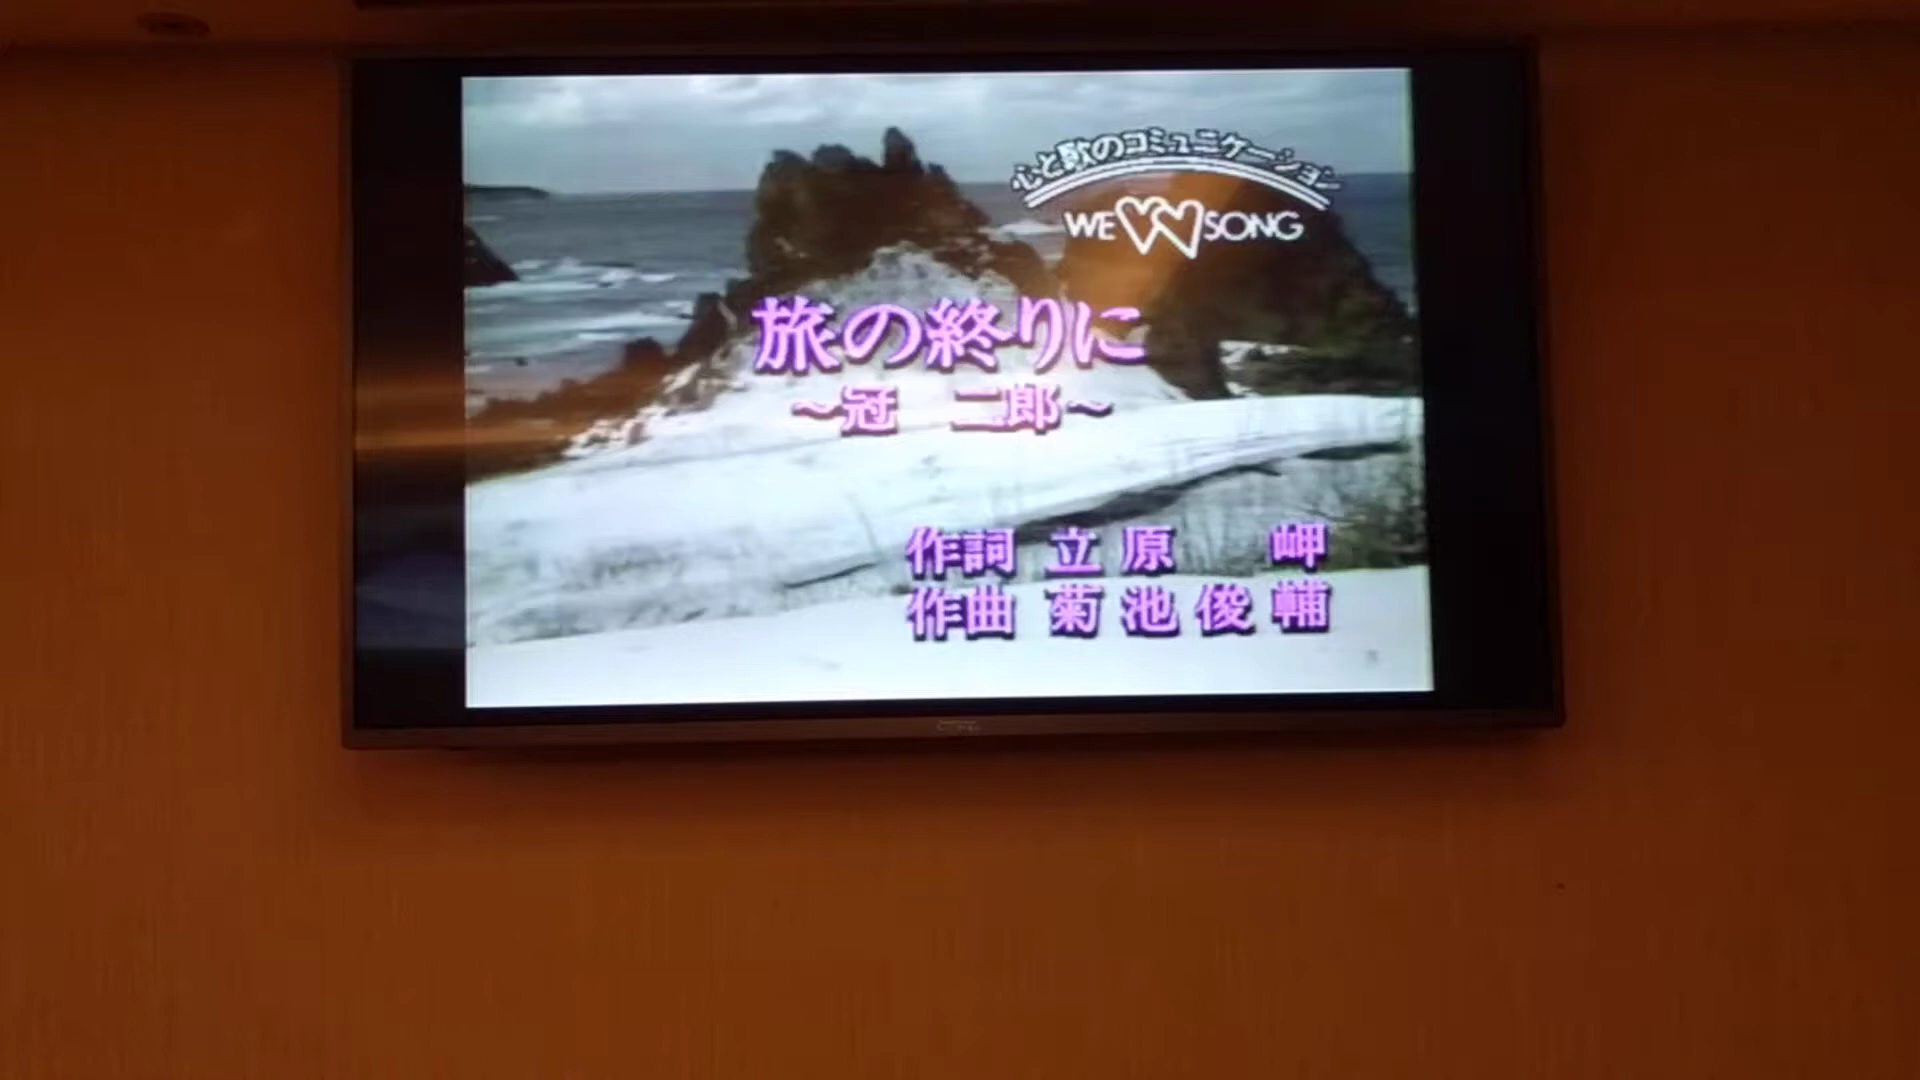 心と歌のコミュニケーション
WE SONG
旅の終りに
～冠 二郎～
作詞 立原 岬
作曲 菊池俊輔